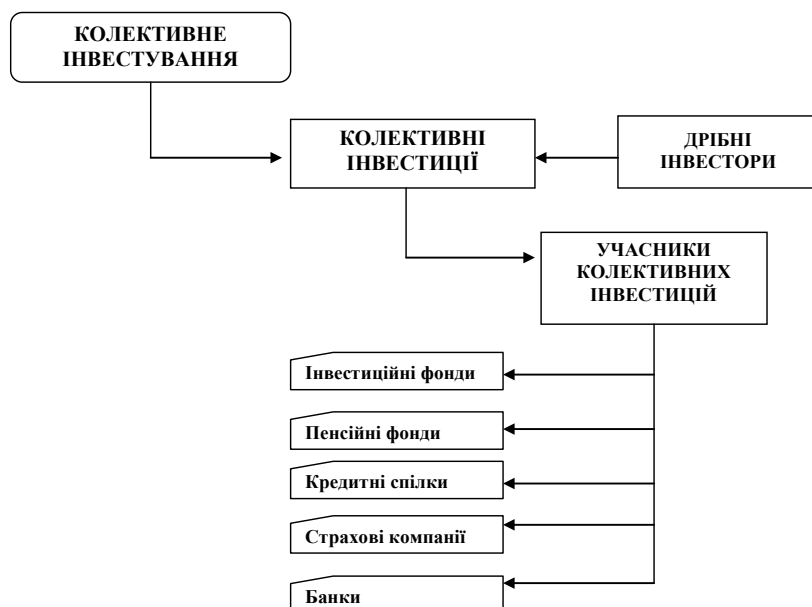 КОЛЕКТИВНЕ
ІНВЕСТУВАННЯ
КОЛЕКТИВНІ
ІНВЕСТИЦІЇ
ДРІБНІ
ІНВЕСТОРИ
УЧАСНИКИ
КОЛЕКТИВНИХ
ІНВЕСТИЦІЙ
Інвестиційні фонди
Пенсійні фонди
Кредитні спілки
Страхові компанії
Банки